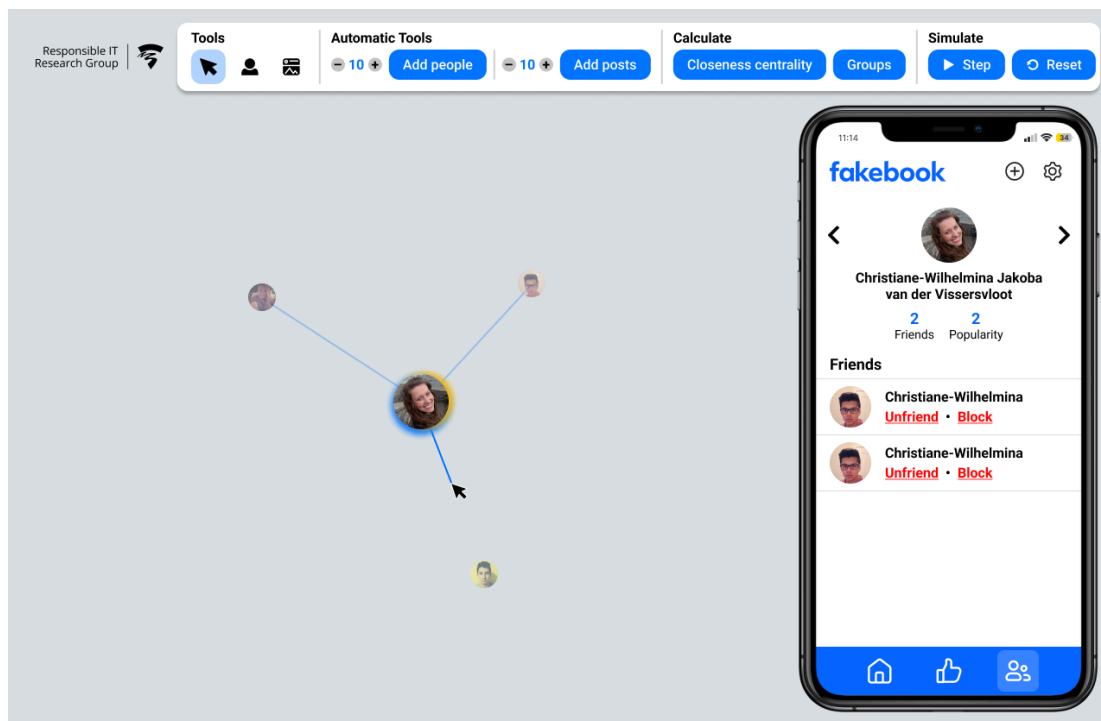 Responsible IT
Research Group
Tools
Automatic Tools
10
Add people
10
Add posts
Calculate
Closeness centrality
Groups
Simulate
Step
Reset
11:14
34
fakebook
Christiane-Wilhelmina Jakoba
van der Vissersvloot
2 2
Friends Popularity
Friends
Christiane-Wilhelmina
Unfriend • Block
Christiane-Wilhelmina
Unfriend • Block